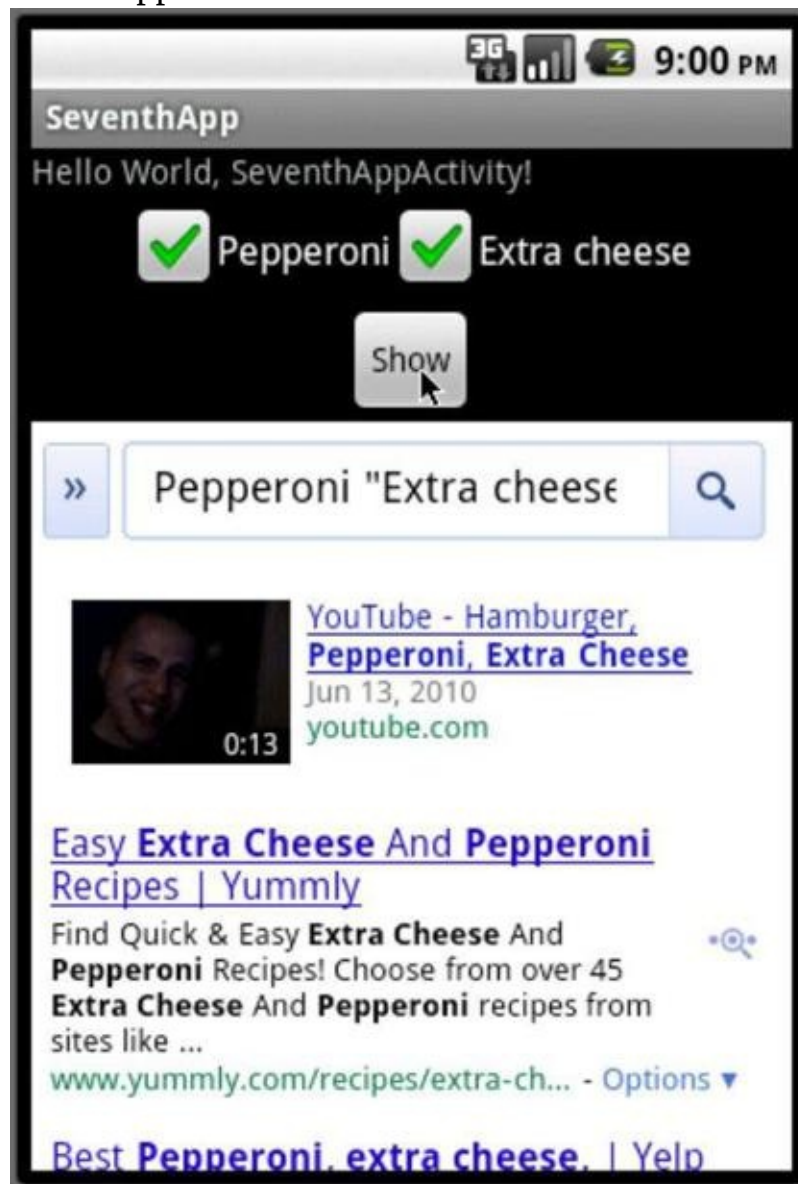 3G 9:00 PM
SeventhApp
Hello World, SeventhAppActivity!
Pepperoni Extra cheese
Show
» Pepperoni "Extra cheese
YouTube - Hamburger,
Pepperoni, Extra Cheese
Jun 13, 2010
0:13 youtube.com
Easy Extra Cheese And Pepperoni
Recipes | Yummly
Find Quick & Easy Extra Cheese And
Pepperoni Recipes! Choose from over 45
Extra Cheese And Pepperoni recipes from
sites like ...
www.yummly.com/recipes/extra-ch... - Options ▼
Best Pepperoni, extra cheese, | Yelp